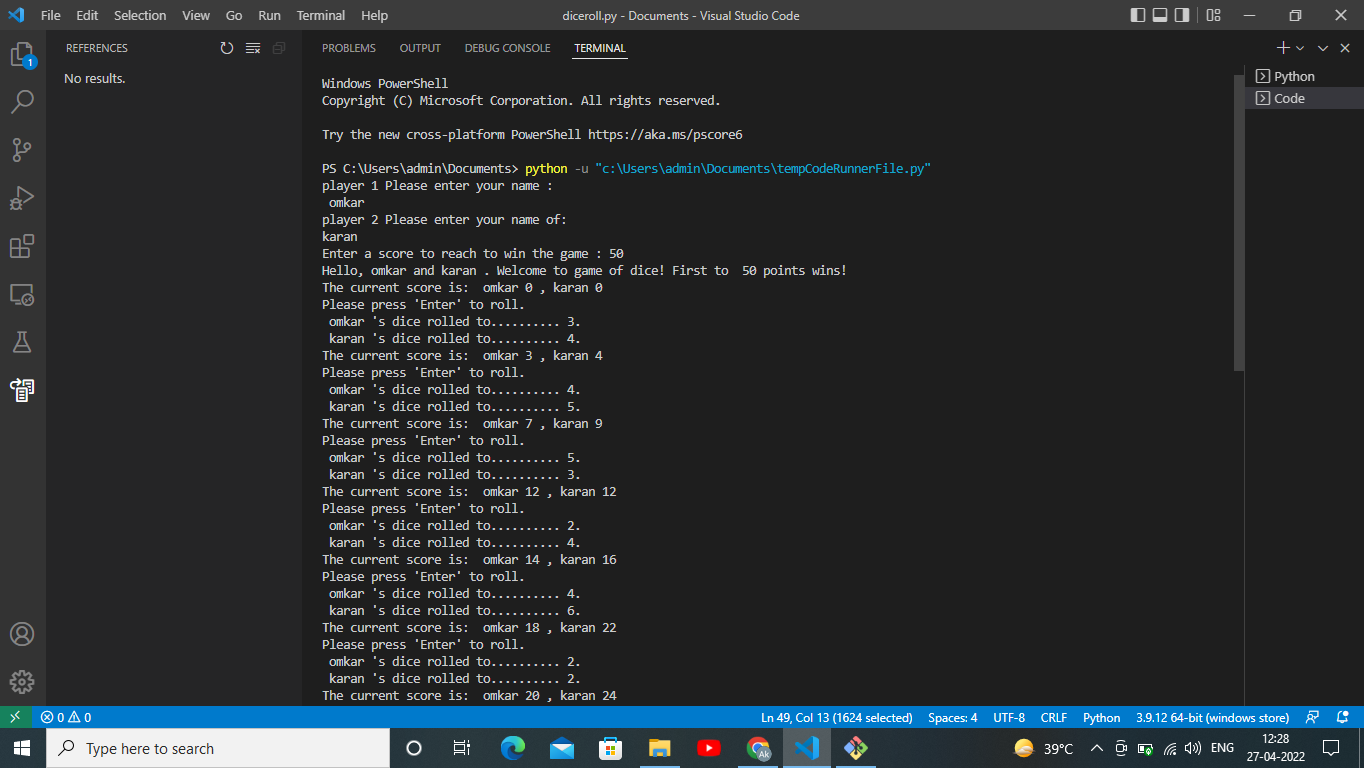 File Edit Selection View Go Run Terminal Help
diceroll.py - Documents - Visual Studio Code
REFERENCES
No results.
1
PROBLEMS OUTPUT DEBUG CONSOLE TERMINAL
Python
Code
Windows PowerShell
Copyright (C) Microsoft Corporation. All rights reserved.
Try the new cross-platform PowerShell https://aka.ms/pscore6
PS C:\Users\admin\Documents> python -u "c:\Users\admin\Documents\tempCodeRunnerFile.py"
player 1 Please enter your name :
omkar
player 2 Please enter your name of:
karan
Enter a score to reach to win the game : 50
Hello, omkar and karan . Welcome to game of dice! First to  50 points wins!
The current score is:  omkar 0 , karan 0
Please press 'Enter' to roll.
omkar 's dice rolled to.......... 3.
karan 's dice rolled to.......... 4.
The current score is:  omkar 3 , karan 4
Please press 'Enter' to roll.
omkar 's dice rolled to.......... 4.
karan 's dice rolled to.......... 5.
The current score is:  omkar 7 , karan 9
Please press 'Enter' to roll.
omkar 's dice rolled to.......... 5.
karan 's dice rolled to.......... 3.
The current score is:  omkar 12 , karan 12
Please press 'Enter' to roll.
omkar 's dice rolled to.......... 2.
karan 's dice rolled to.......... 4.
The current score is:  omkar 14 , karan 16
Please press 'Enter' to roll.
omkar 's dice rolled to.......... 4.
karan 's dice rolled to.......... 6.
The current score is:  omkar 18 , karan 22
Please press 'Enter' to roll.
omkar 's dice rolled to.......... 2.
karan 's dice rolled to.......... 2.
The current score is:  omkar 20 , karan 24
0 0
Ln 49, Col 13 (1624 selected) Spaces: 4 UTF-8 CRLF Python 3.9.12 64-bit (windows store)
Type here to search
Ak
39°C
ENG
12:28
27-04-2022